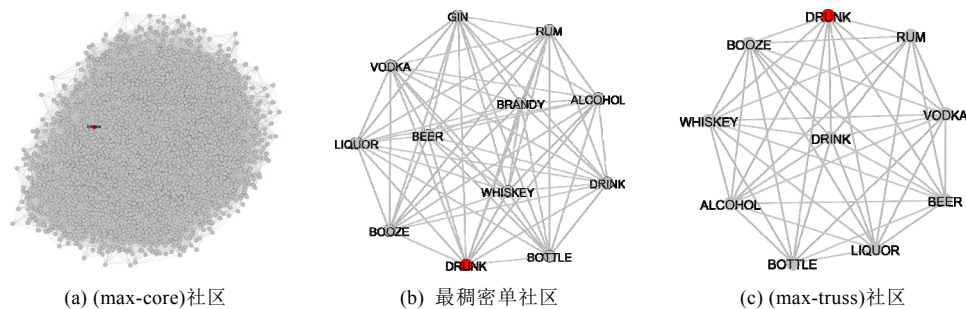 GIN
RUM
VODKA
ALCOHOL
BRANDY
BEER
LIQUOR
DRINK
WHISKEY
BOOZE
BOTTLE
DRUNK
DRUNK
RUM
BOOZE
VODKA
WHISKEY
DRINK
ALCOHOL
BEER
LIQUOR
BOTTLE
(a) (max-core)社区
(b) 最稠密单社区
(c) (max-truss)社区